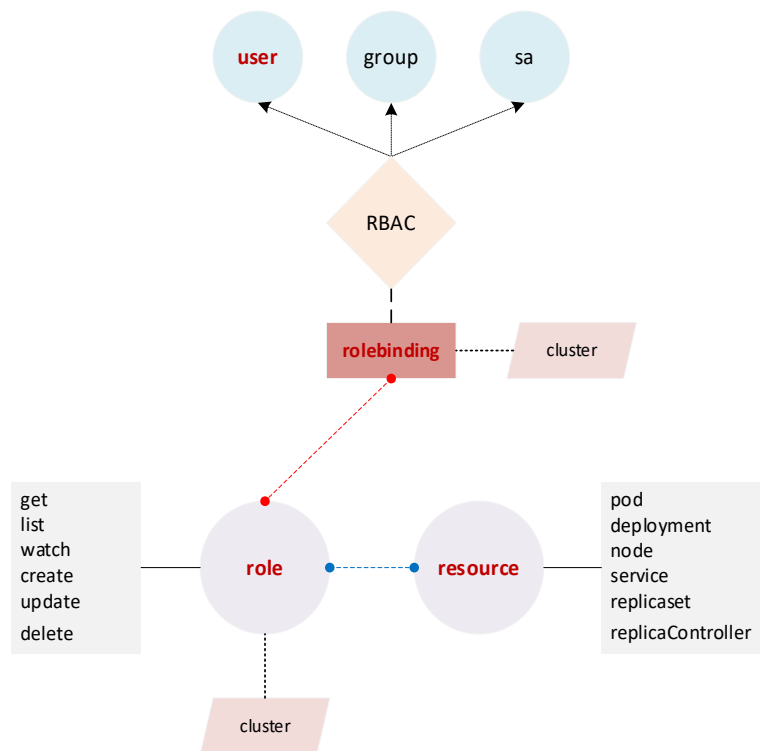 user
group
sa
RBAC
rolebinding
cluster
get
list
watch
create
update
delete
role
resource
pod
deployment
node
service
replicaset
replicaController
cluster